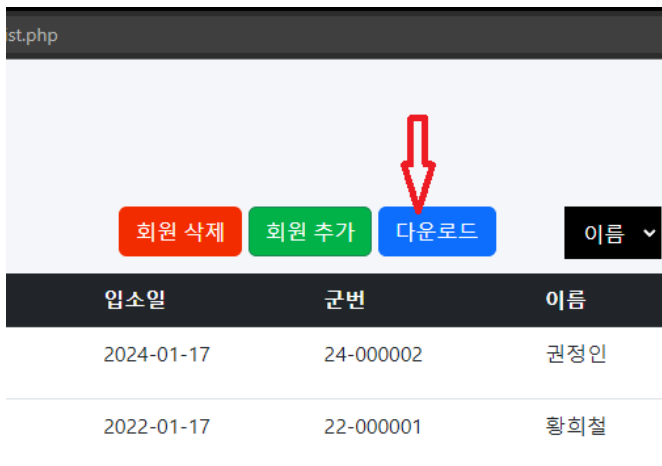 ist.php
회원 삭제 회원 추가 다운로드 이름
입소일 군번 이름
2024-01-17 24-000002 권정인
2022-01-17 22-000001 황희철